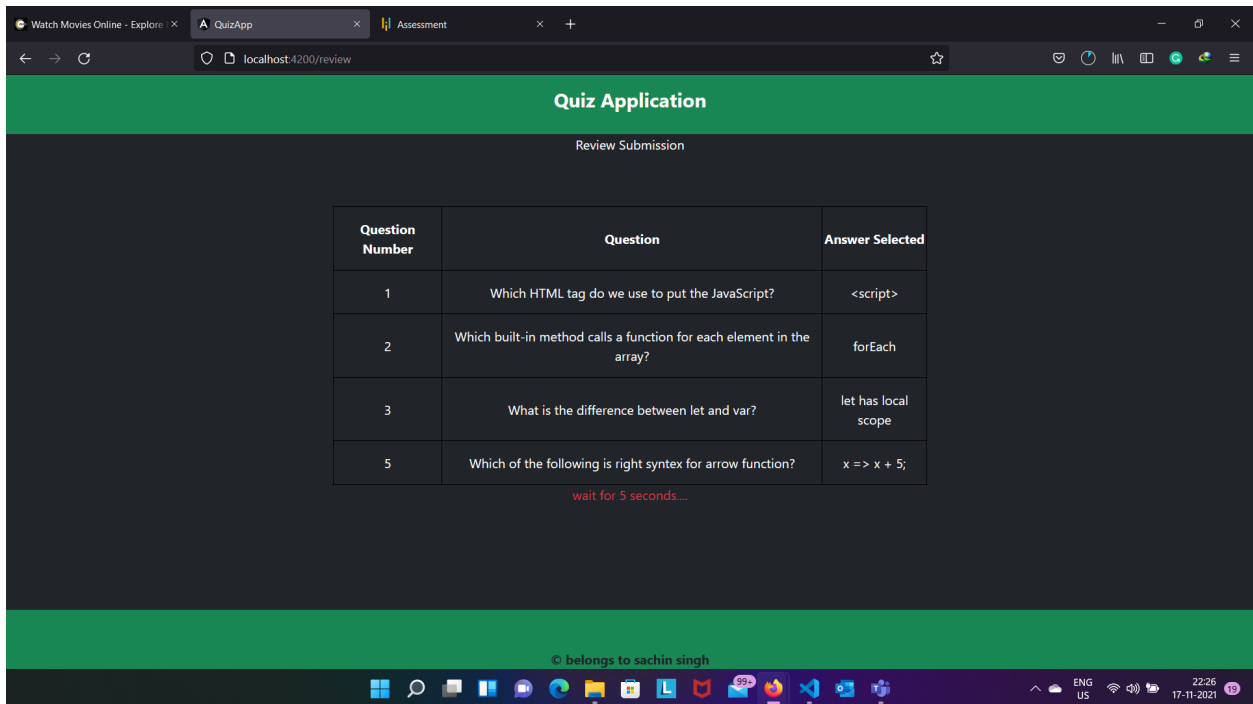 Watch Movies Online - Explore
QuizApp
Assessment
localhost:4200/review
Quiz Application
Review Submission
Question
Number
Question
Answer Selected
1
Which HTML tag do we use to put the JavaScript?
<script>
2
Which built-in method calls a function for each element in the
array?
forEach
3
What is the difference between let and var?
let has local
scope
5
Which of the following is right syntex for arrow function?
x => x + 5;
wait for 5 seconds....
© belongs to sachin singh
99+
ENG
US
22:26
17-11-2021
19